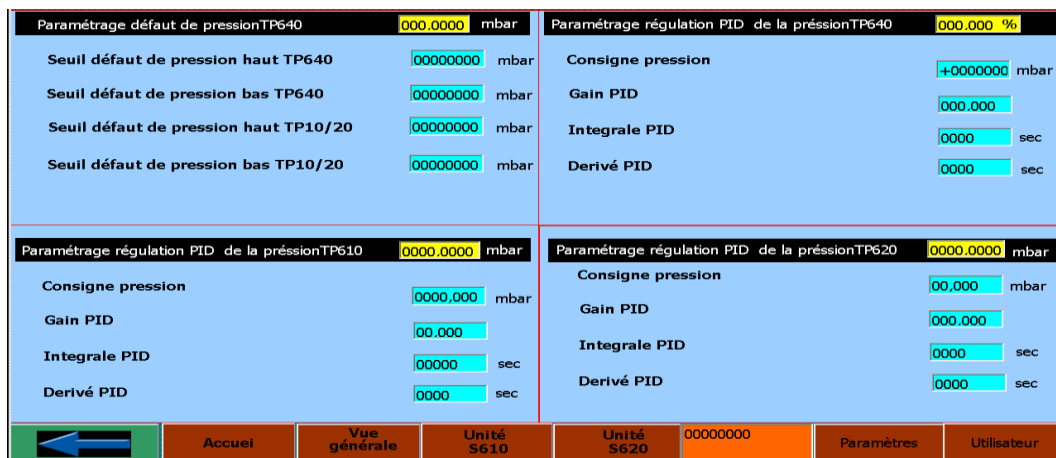 Paramétrage défaut de pressionTP640 000.0000 mbar
Seuil défaut de pression haut TP640 00000000 mbar
Seuil défaut de pression bas TP640 00000000 mbar
Seuil défaut de pression haut TP10/20 00000000 mbar
Seuil défaut de pression bas TP10/20 00000000 mbar
Paramétrage régulation PID de la préssionTP640 000.000 %
Consigne pression +0000000 mbar
Gain PID 000.000
Integrale PID 0000 sec
Derivé PID 0000 sec
Paramétrage régulation PID de la préssionTP610 0000.0000 mbar
Consigne pression 0000,000 mbar
Gain PID 00.000
Integrale PID 00000 sec
Derivé PID 0000 sec
Paramétrage régulation PID de la préssionTP620 0000.0000 mbar
Consigne pression 00,000 mbar
Gain PID 000.000
Integrale PID 0000 sec
Derivé PID 0000 sec
Accuei
Vue
générale
Unité
S610
Unité
S620
00000000
Paramètres
Utilisateur